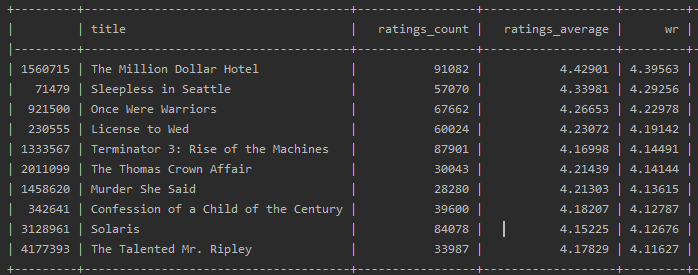 title ratings_count ratings_average wr
1560715 The Million Dollar Hotel 91082 4.42901 4.39563
71479 Sleepless in Seattle 57070 4.33981 4.29256
921500 Once Were Warriors 67662 4.26653 4.22978
230555 License to Wed 60024 4.23072 4.19142
1333567 Terminator 3: Rise of the Machines 87901 4.16998 4.14491
2011099 The Thomas Crown Affair 30043 4.21439 4.14144
1458620 Murder She Said 28280 4.21303 4.13615
342641 Confession of a Child of the Century 39600 4.18207 4.12787
3128961 Solaris 84078 4.15225 4.12676
4177393 The Talented Mr. Ripley 33987 4.17829 4.11627